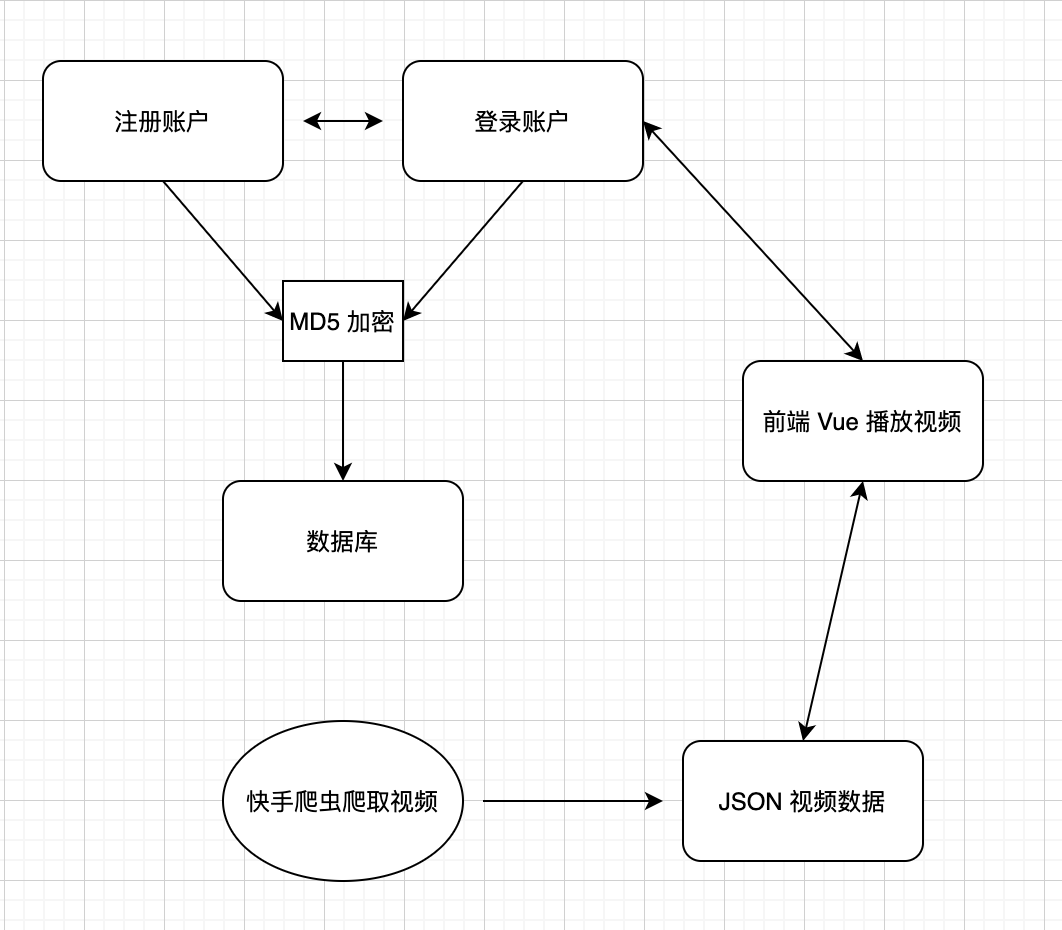 注册账户
登录账户
MD5 加密
前端 Vue 播放视频
数据库
快手爬虫爬取视频
JSON 视频数据